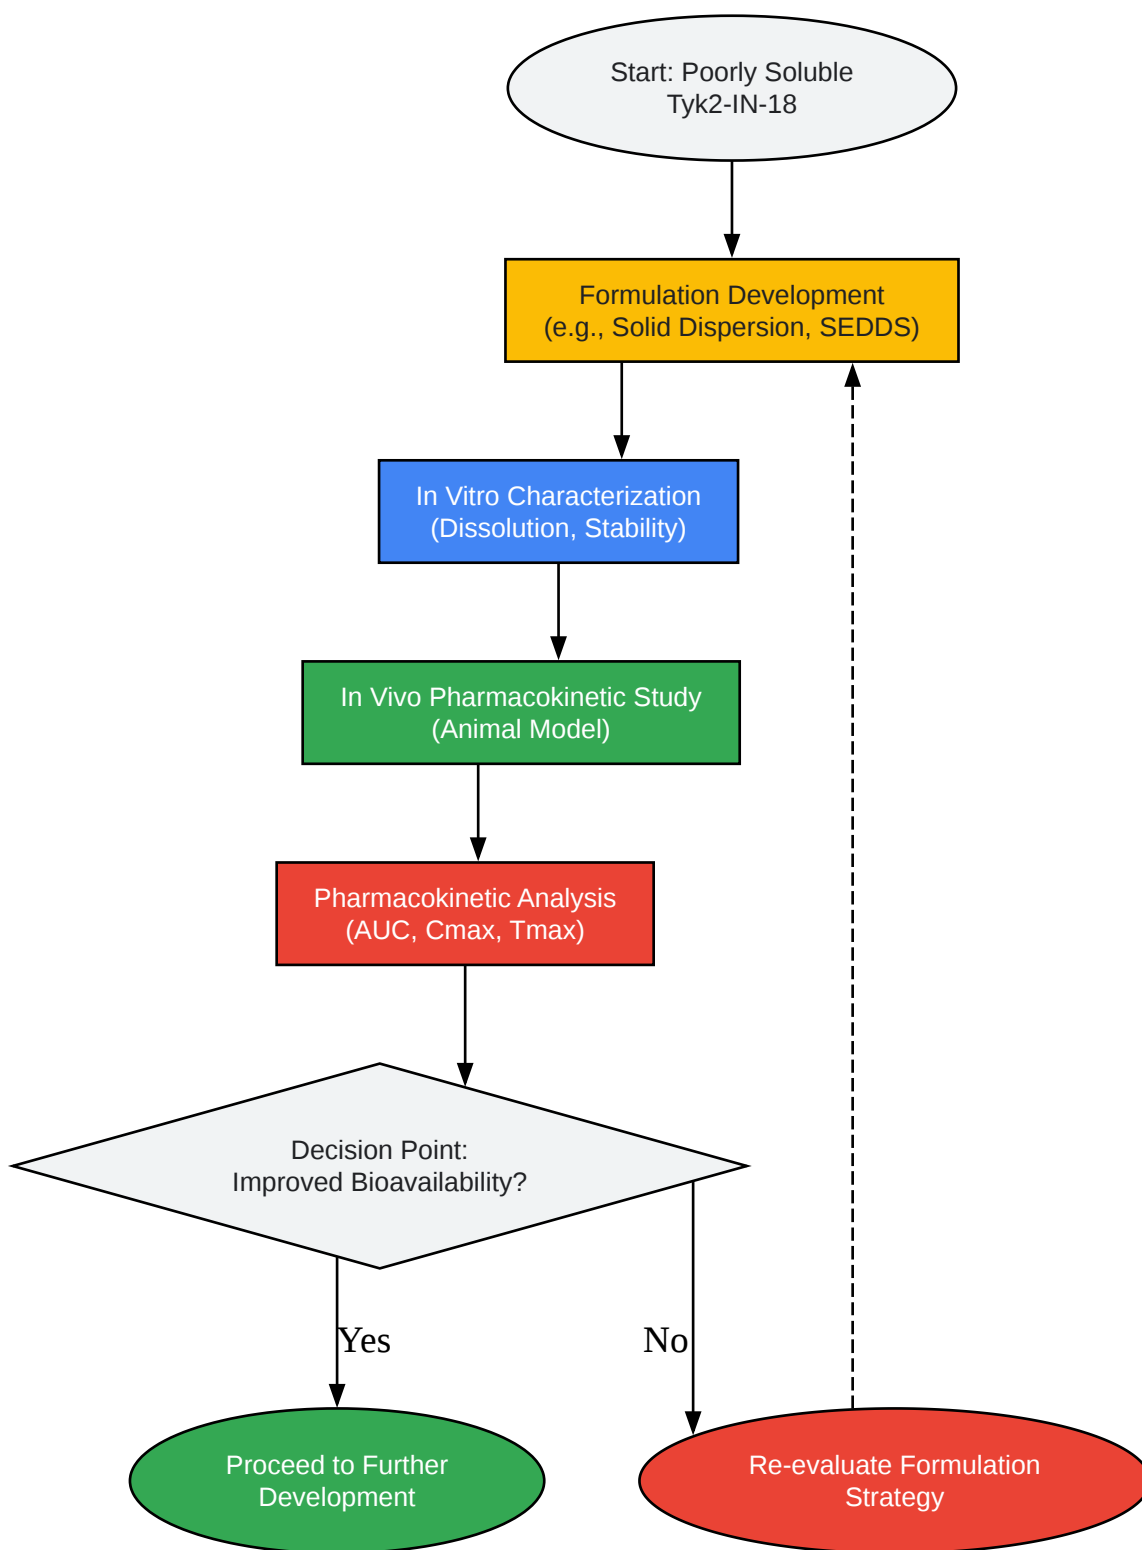 Start: Poorly Soluble
Tyk2-IN-18
Formulation Development
(e.g., Solid Dispersion, SEDDS)
In Vitro Characterization
(Dissolution, Stability)
In Vivo Pharmacokinetic Study
(Animal Model)
Pharmacokinetic Analysis
(AUC, Cmax, Tmax)
Decision Point:
Improved Bioavailability?
Yes
No
Proceed to Further
Development
Re-evaluate Formulation
Strategy